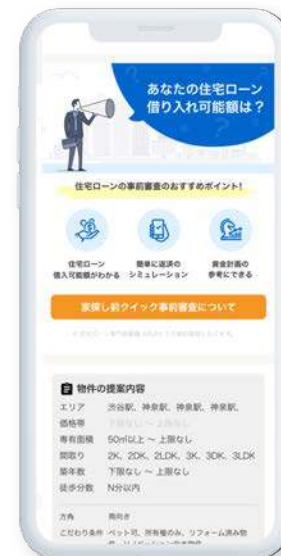 あなたの住宅ローン
借り入れ可能額は？
住宅ローンの事前審査のおすすめポイント!
住宅ローン
借入可能額がわかる
簡単に返済の
シミュレーション
資金計画の
参考にできる
家探し前クイック事前審査について
物件の提案内容
エリア 渋谷駅、神泉駅、神泉駅、神泉駅、
価格帯 下限なし 〜 上限なし
専有面積 50㎡以上 〜 上限なし
間取り 2K、2DK、2LDK、3K、3DK、3LDK
築年数 下限なし 〜 上限なし
徒歩分数 N分以内
方角 南向き
こだわり条件 ペット可、所有権のみ、リフォーム済み物